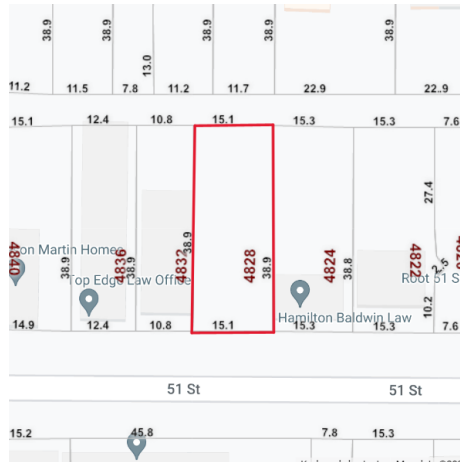 38.9 38.9 38.9 38.9
13.0
11.2 11.5 7.8 11.2 11.7 22.9 22.9
15.1 12.4 10.8 15.1 15.3 15.3 7.6
27.4
4840 38.9 4836 38.9 4832 38.9 4828 38.9 4824 38.8 4822
on Martin Homes
Top Edge Law Office
Root 51 S
2.5
10.2
Hamilton Baldwin Law
14.9 12.4 10.8 15.1 15.3 15.3 7.6
51 St 51 St
15.2 45.8 7.8 15.3